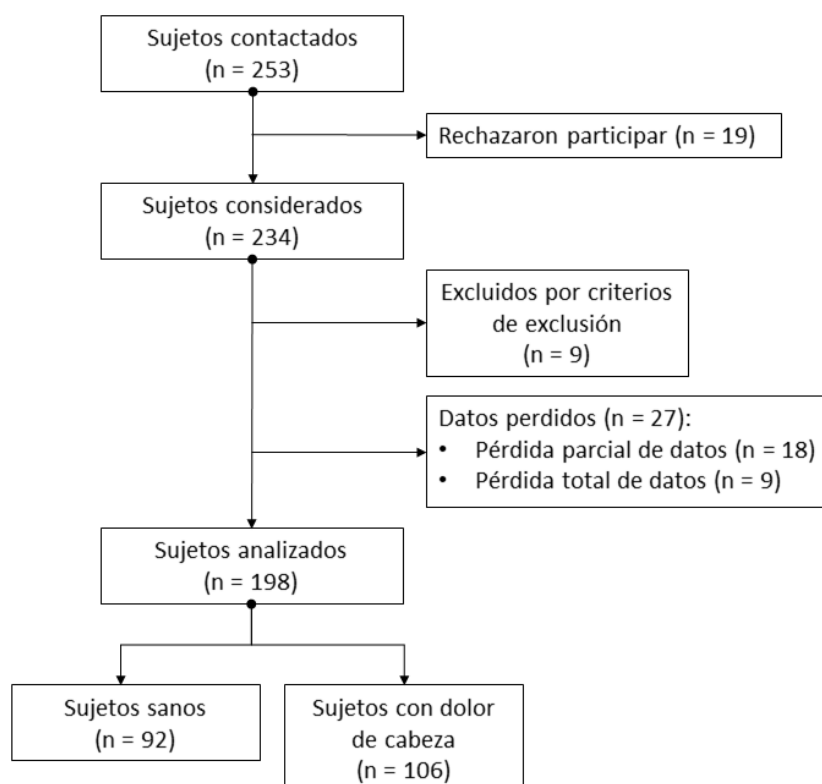 Sujetos contactados
(n = 253)
Rechazaron participar (n = 19)
Sujetos considerados
(n = 234)
Excluidos por criterios
de exclusión
(n = 9)
Datos perdidos (n = 27):
• Pérdida parcial de datos (n = 18)
• Pérdida total de datos (n = 9)
Sujetos analizados
(n = 198)
Sujetos sanos
(n = 92)
Sujetos con dolor
de cabeza
(n = 106)